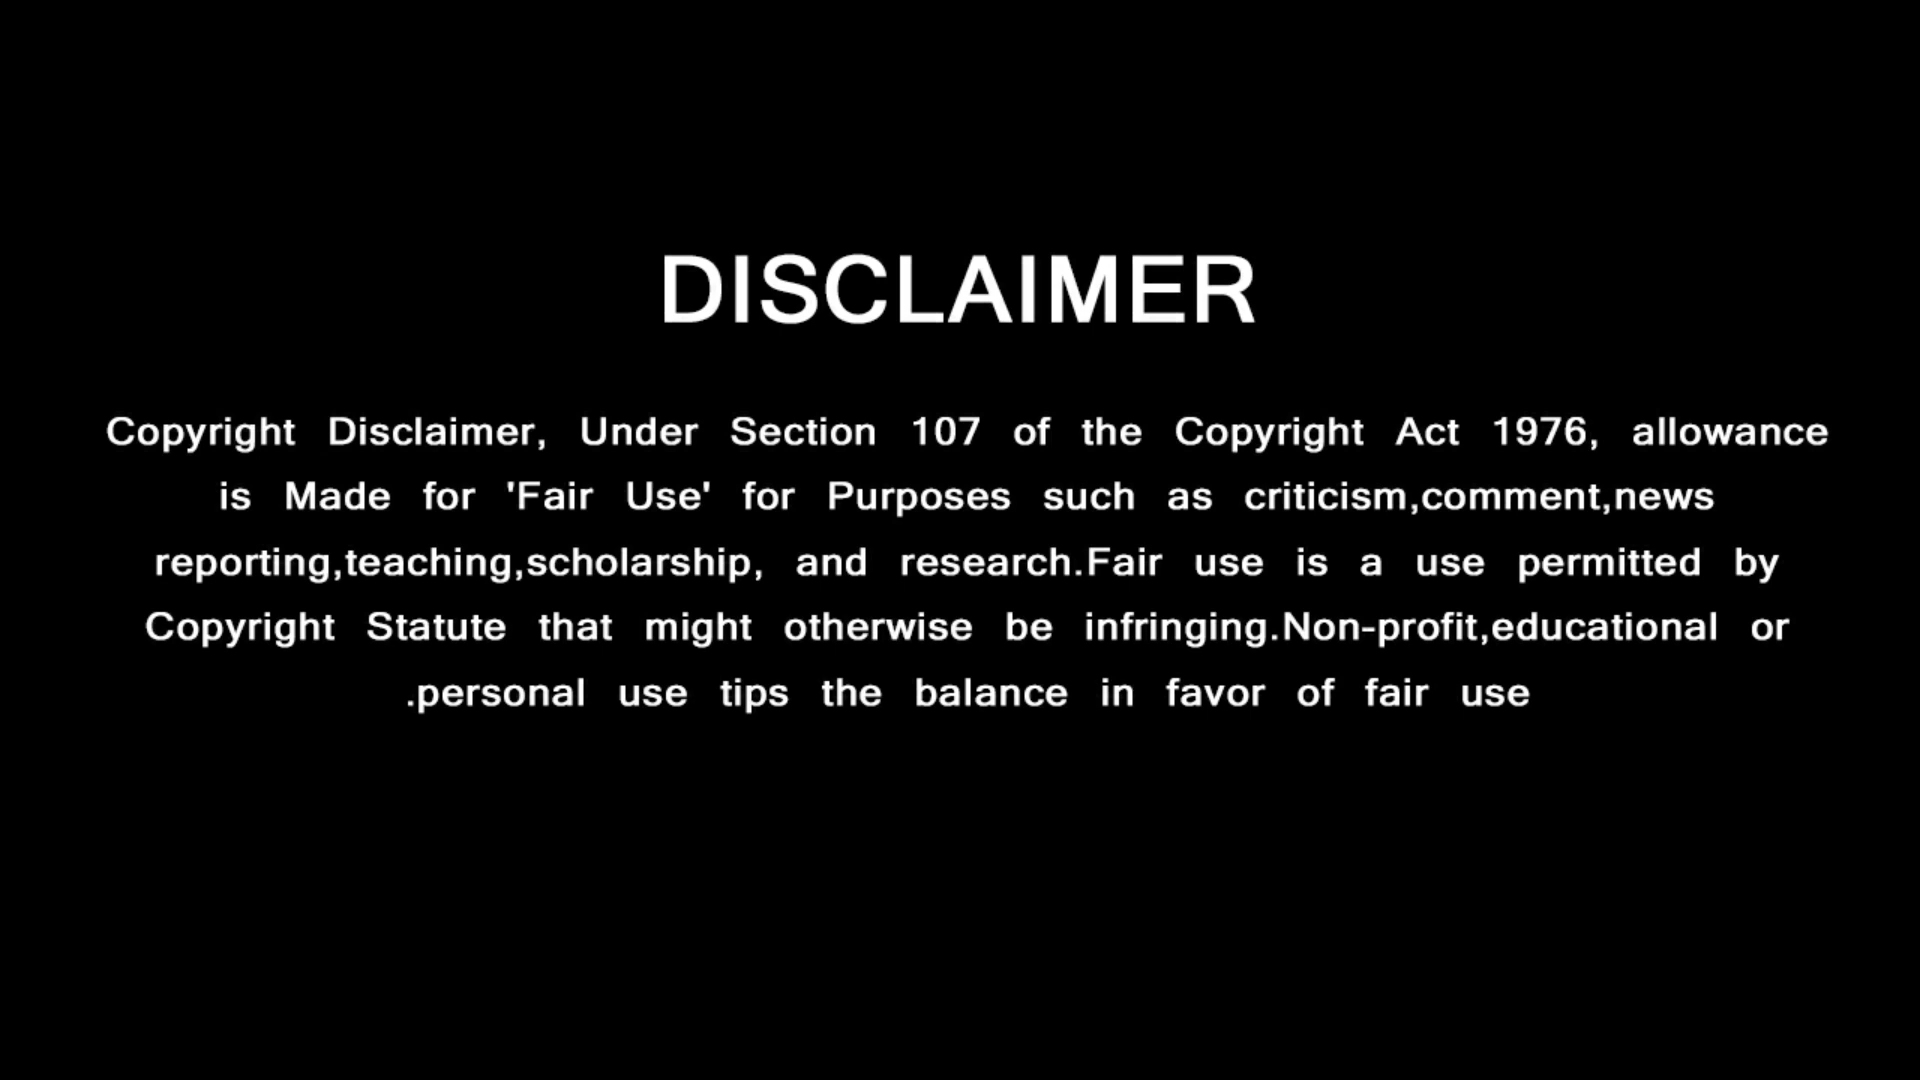 DISCLAIMER
Copyright Disclaimer, Under Section 107 of the Copyright Act 1976, allowance
is Made for 'Fair Use' for Purposes such as criticism,comment,news
reporting,teaching,scholarship, and research.Fair use is a use permitted by
Copyright Statute that might otherwise be infringing.Non-profit,educational or
.personal use tips the balance in favor of fair use